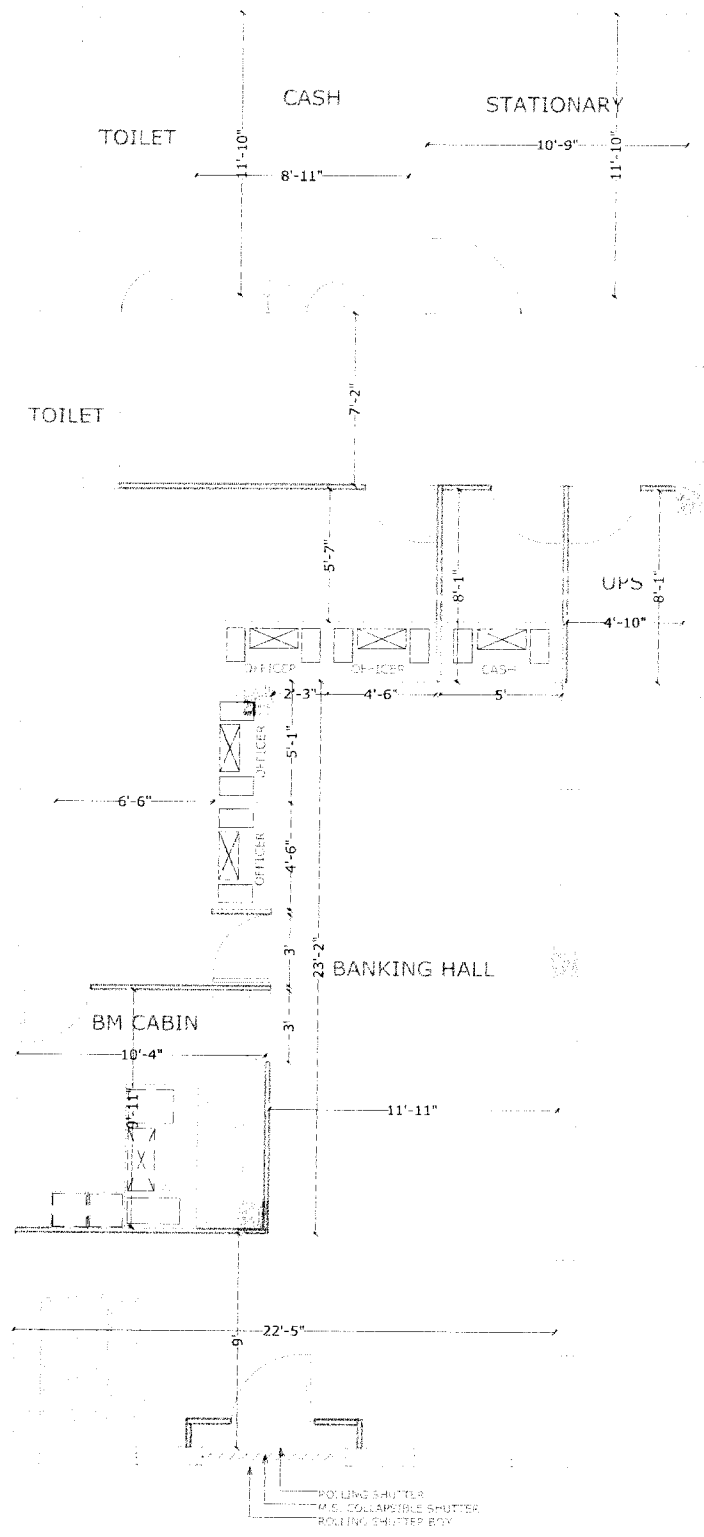 CASH
STATIONARY
TOILET
11'-10"
10'-9"
11'-10"
8'-11"
7'-2"
TOILET
5'-7"
8'-1"
UPS
8'-1"
4'-10"
OFFICER
OFFICER
CASH
2'-3"
4'-6"
5'
5'-1"
OFFICER
6'-6"
4'-6"
OFFICER
3'
23'-2"
BANKING HALL
BM CABIN
3'
10'-4"
9'-11"
11'-11"
22'-5"
9'
ROLLING SHUTTER
M.S. COLLAPSIBLE SHUTTER
ROLLING SHUTTER BOX